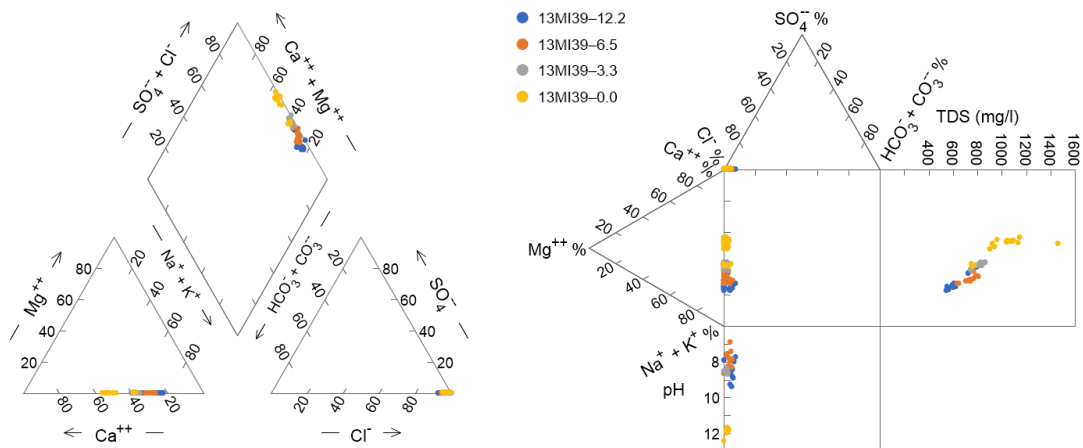 SO₄⁻ + Cl⁻
Ca⁺⁺ + Mg⁺⁺
80
60
40
20
80
60
40
20
Mg⁺⁺
Na⁺ + K⁺
HCO₃⁻ + CO₃⁻
SO₄⁻
80
60
40
20
20
40
60
80
20
40
60
80
80
60
40
20
80
60
40
20
80
60
40
20
Ca⁺⁺
Cl⁻
13MI39–12.2
13MI39–6.5
13MI39–3.3
13MI39–0.0
SO₄⁻⁻ %
20
40
60
80
20
40
60
80
Cl⁻ %
HCO₃⁻ + CO₃⁻ %
Ca⁺⁺ %
80
60
40
20
Mg⁺⁺ %
20
40
60
80
Na⁺ + K⁺ %
TDS (mg/l)
400
600
800
1000
1200
1400
1600
pH
8
10
12